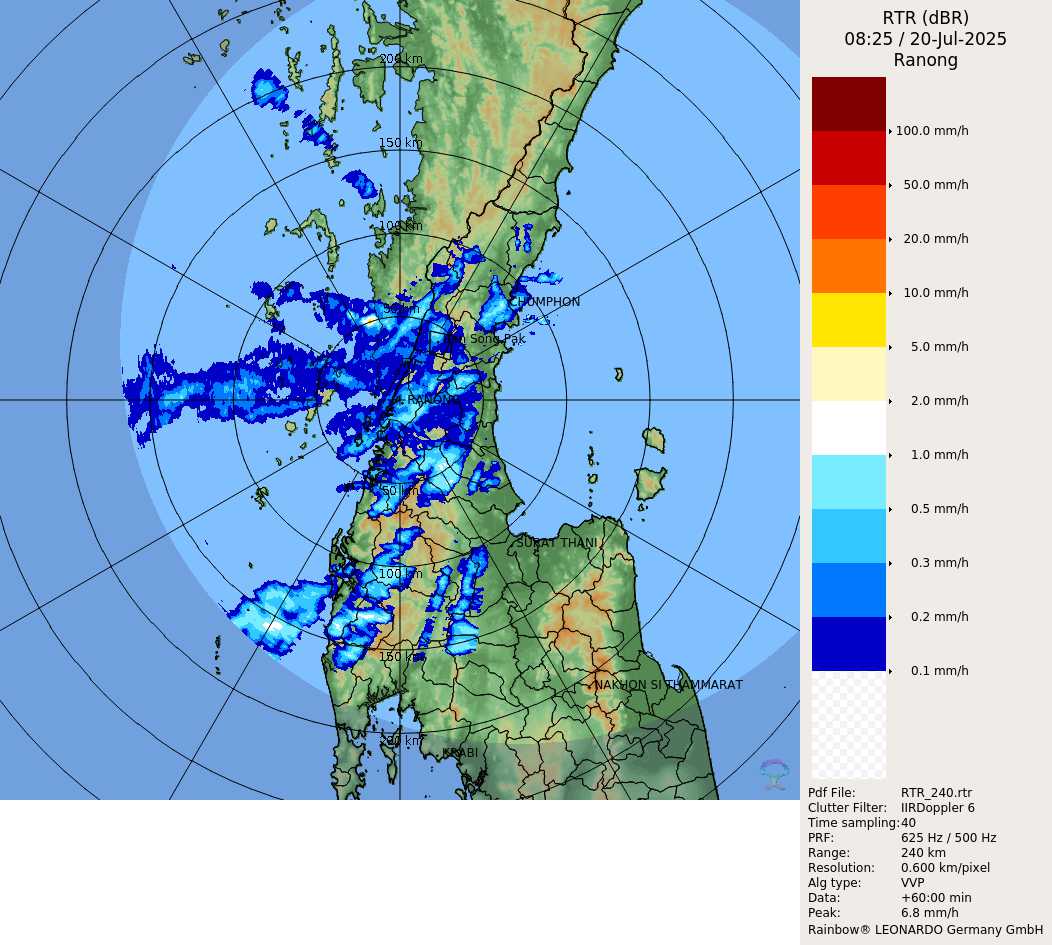 RTR (dBR)
08:25 / 20-Jul-2025
Ranong
100.0 mm/h
50.0 mm/h
20.0 mm/h
10.0 mm/h
5.0 mm/h
2.0 mm/h
1.0 mm/h
0.5 mm/h
0.3 mm/h
0.2 mm/h
0.1 mm/h
Pdf File: RTR_240.rtr
Clutter Filter: IIRDoppler 6
Time sampling: 40
PRF: 625 Hz / 500 Hz
Range: 240 km
Resolution: 0.600 km/pixel
Alg type: VVP
Data: +60:00 min
Peak: 6.8 mm/h
Rainbow® LEONARDO Germany GmbH
200 km
150 km
100 km
CHUMPHON
50 km
Song Pak
RANONG
50 km
SURAT THANI
100 km
150 km
NAKHON SI THAMMARAT
200 km
KRABI